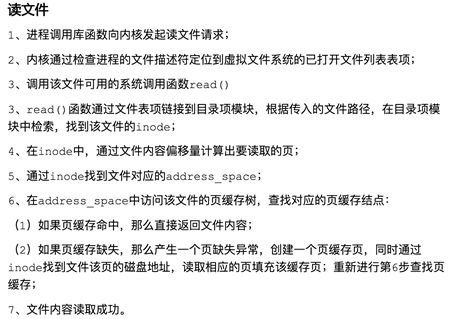 读文件
1、进程调用库函数向内核发起读文件请求；
2、内核通过检查进程的文件描述符定位到虚拟文件系统的已打开文件列表表项；
3、调用该文件可用的系统调用函数read()
3、read()函数通过文件表项链接到目录项模块，根据传入的文件路径，在目录项模
块中检索，找到该文件的inode；
4、在inode中，通过文件内容偏移量计算出要读取的页；
5、通过inode找到文件对应的address_space；
6、在address_space中访问该文件的页缓存树，查找对应的页缓存结点：
（1）如果页缓存命中，那么直接返回文件内容；
（2）如果页缓存缺失，那么产生一个页缺失异常，创建一个页缓存页，同时通过
inode找到文件该页的磁盘地址，读取相应的页填充该缓存页；重新进行第6步查找页
缓存；
7、文件内容读取成功。